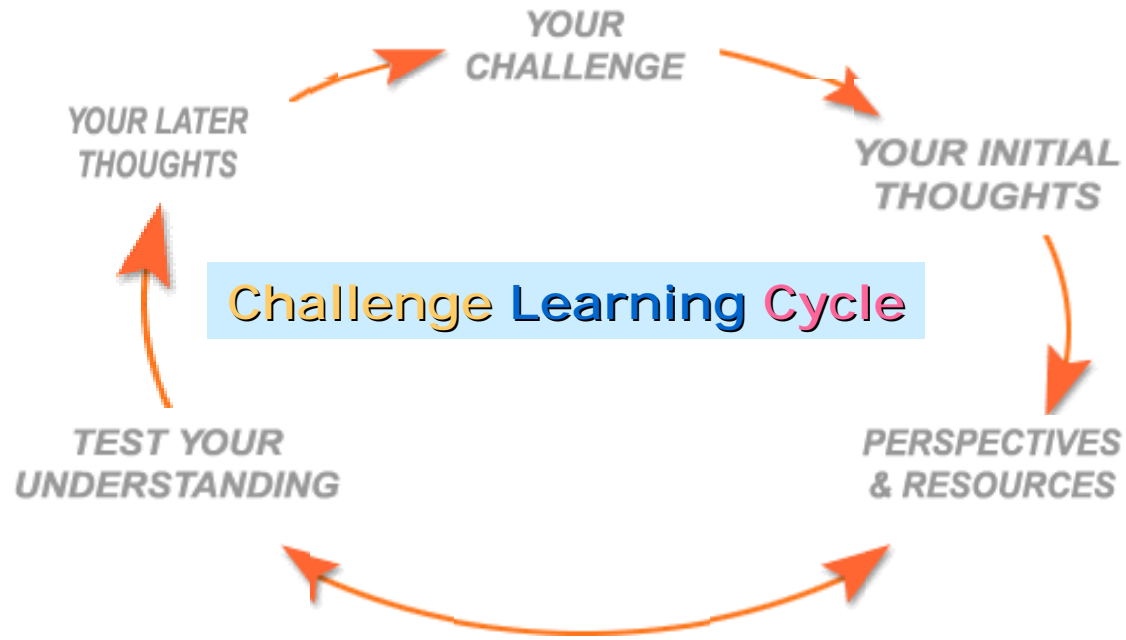 YOUR
CHALLENGE
YOUR INITIAL
THOUGHTS
PERSPECTIVES
& RESOURCES
TEST YOUR
UNDERSTANDING
YOUR LATER
THOUGHTS
Challenge Learning Cycle